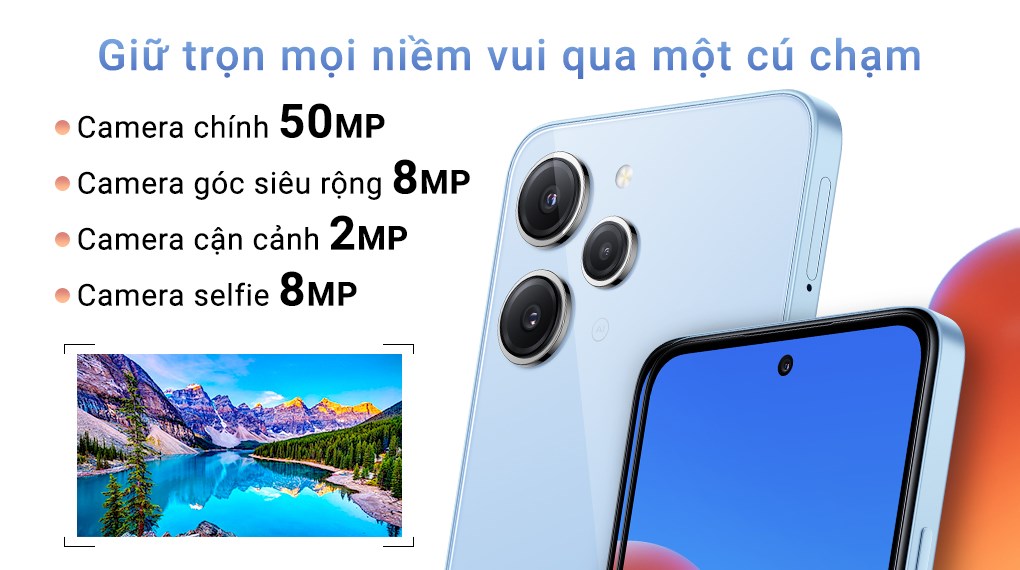 Giữ trọn mọi niềm vui qua một cú chạm
Camera chính 50MP
Camera góc siêu rộng 8MP
Camera cận cảnh 2MP
Camera selfie 8MP
AI